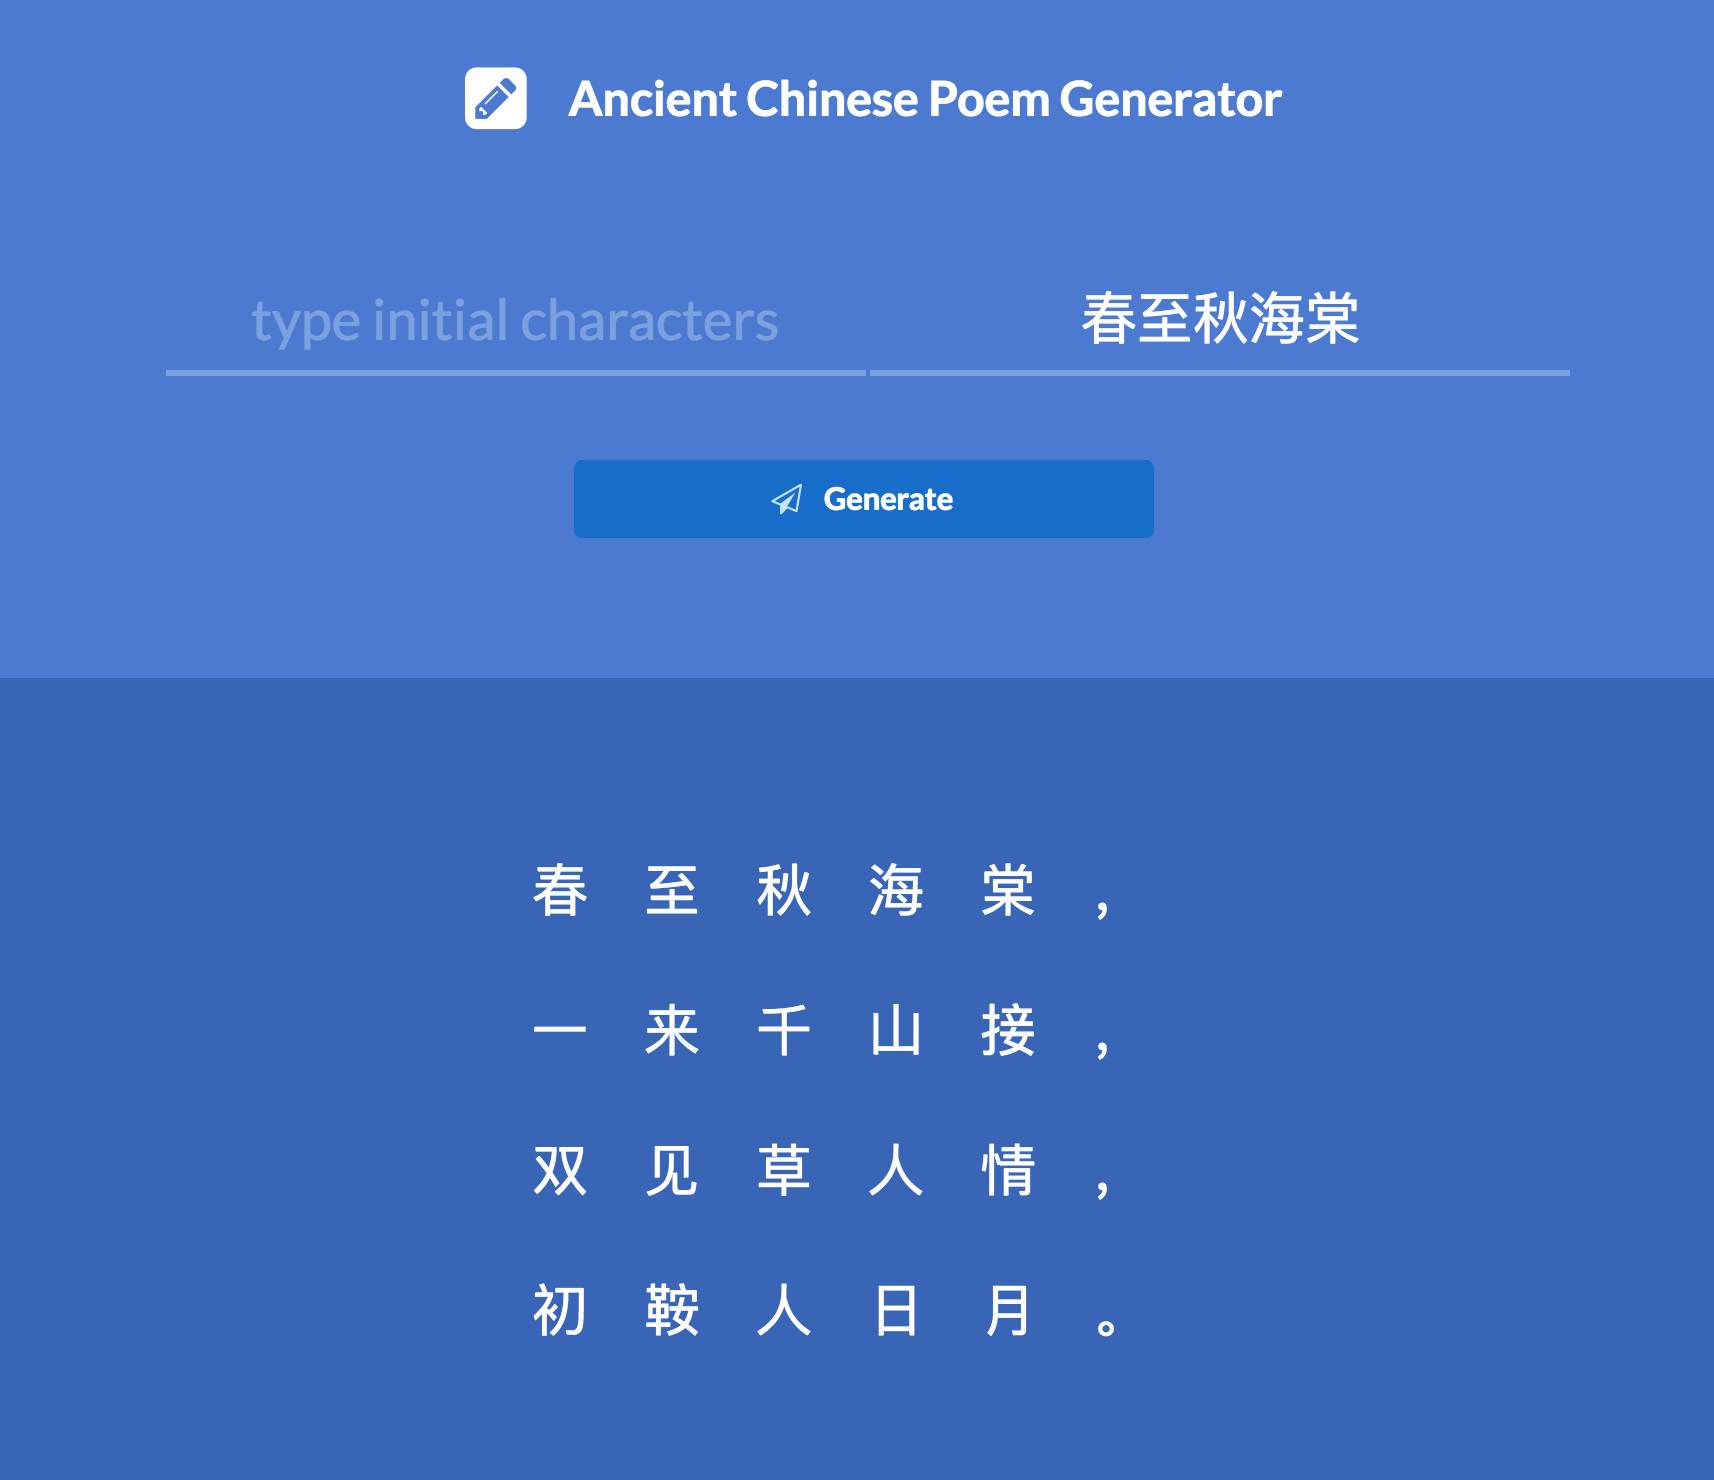 Ancient Chinese Poem Generator
type initial characters 春至秋海棠
Generate
春至秋海棠，
一来千山接，
双见草人情，
初鞍人日月。